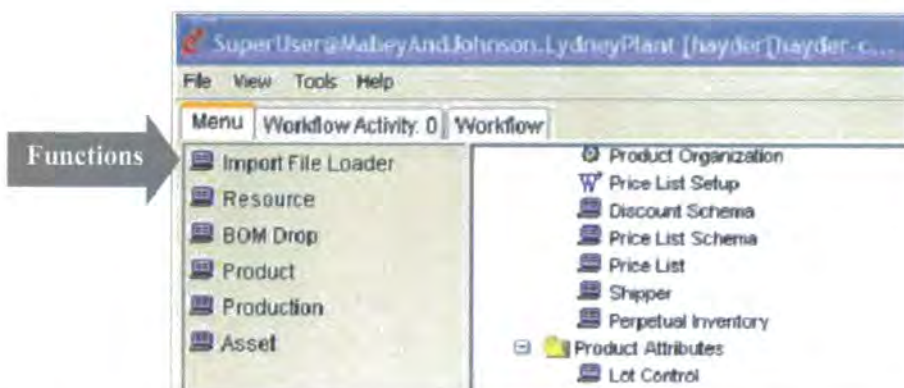 SuperUser@MabeyAndJohnson.LydneyPlant [hayder[hayder-c...
File View Tools Help
Menu Workflow Activity: 0 Workflow
Functions
Import File Loader
Resource
BOM Drop
Product
Production
Asset
Product Organization
Price List Setup
Discount Schema
Price List Schema
Price List
Shipper
Perpetual Inventory
Product Attributes
Lot Control